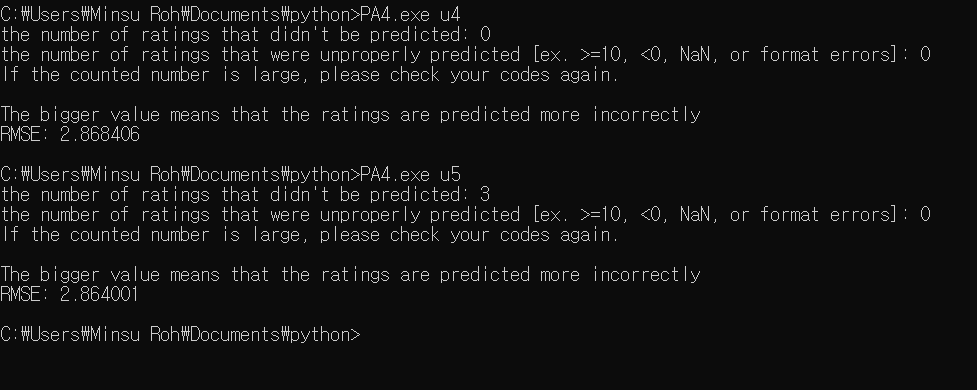 C:₩Users₩Minsu Roh₩Documents₩python>PA4.exe u4
the number of ratings that didn't be predicted: 0
the number of ratings that were unproperly predicted [ex. >=10, <0, NaN, or format errors]: 0
If the counted number is large, please check your codes again.
The bigger value means that the ratings are predicted more incorrectly
RMSE: 2.868406
C:₩Users₩Minsu Roh₩Documents₩python>PA4.exe u5
the number of ratings that didn't be predicted: 3
the number of ratings that were unproperly predicted [ex. >=10, <0, NaN, or format errors]: 0
If the counted number is large, please check your codes again.
The bigger value means that the ratings are predicted more incorrectly
RMSE: 2.864001
C:₩Users₩Minsu Roh₩Documents₩python>